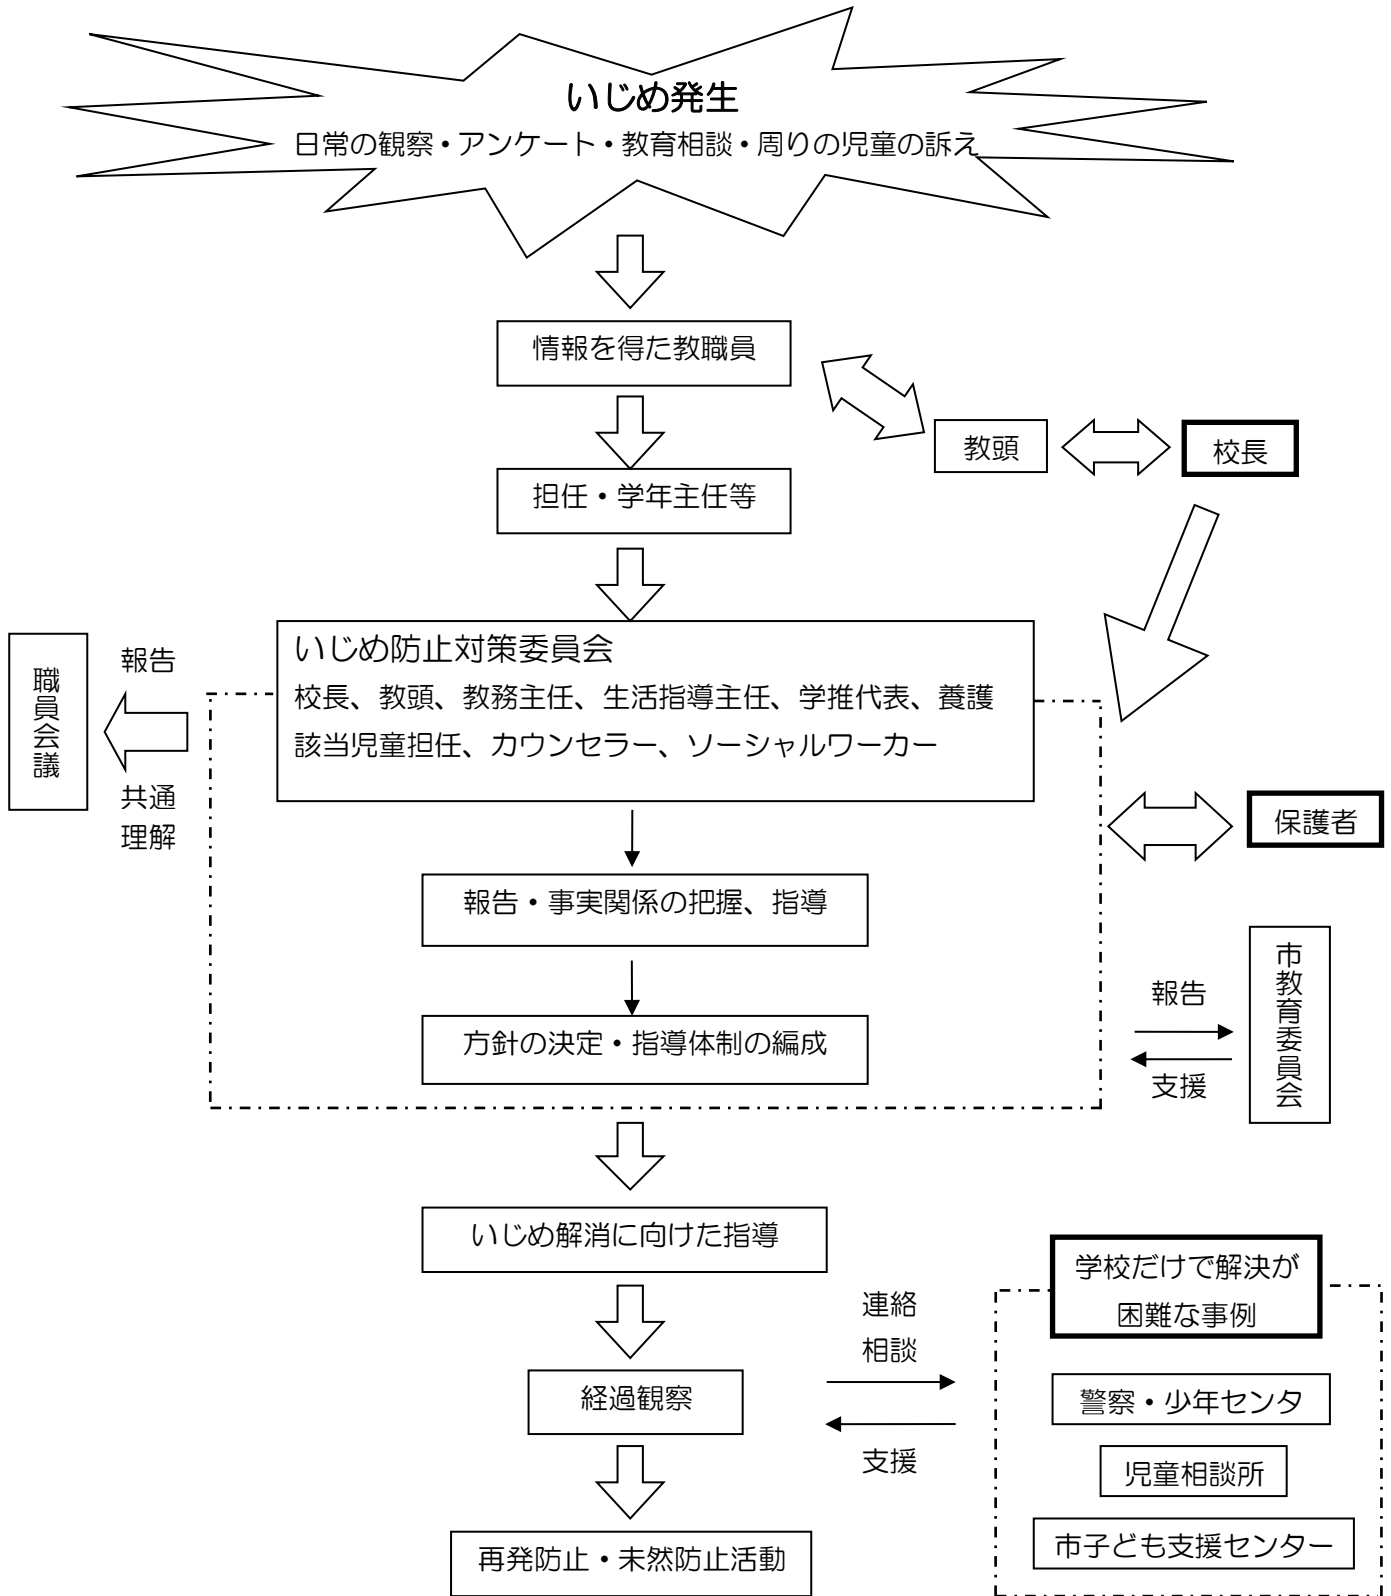 いじめ発生
日常の観察・アンケート・教育相談・周りの児童の訴え
情報を得た教職員
教頭
校長
担任・学年主任等
いじめ防止対策委員会
校長、教頭、教務主任、生活指導主任、学推代表、養護
該当児童担任、カウンセラー、ソーシャルワーカー
職員会議
報告
共通
理解
保護者
報告・事実関係の把握、指導
方針の決定・指導体制の編成
報告
支援
市教育委員会
いじめ解消に向けた指導
経過観察
連絡
相談
支援
学校だけで解決が
困難な事例
警察・少年センタ
児童相談所
市子ども支援センター
再発防止・未然防止活動